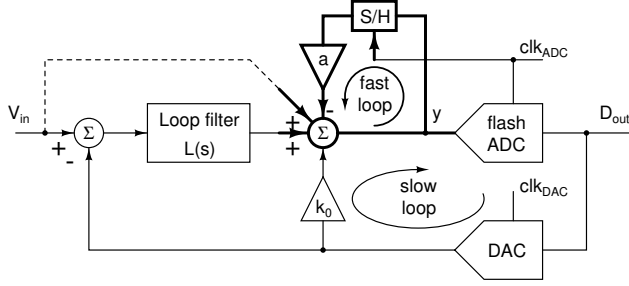 S/H
a
clk_ADC
fast
loop
-
V_in
Σ
+
-
Loop filter
L(s)
+
+
Σ
y
flash
ADC
D_out
k_0
slow
loop
clk_DAC
DAC